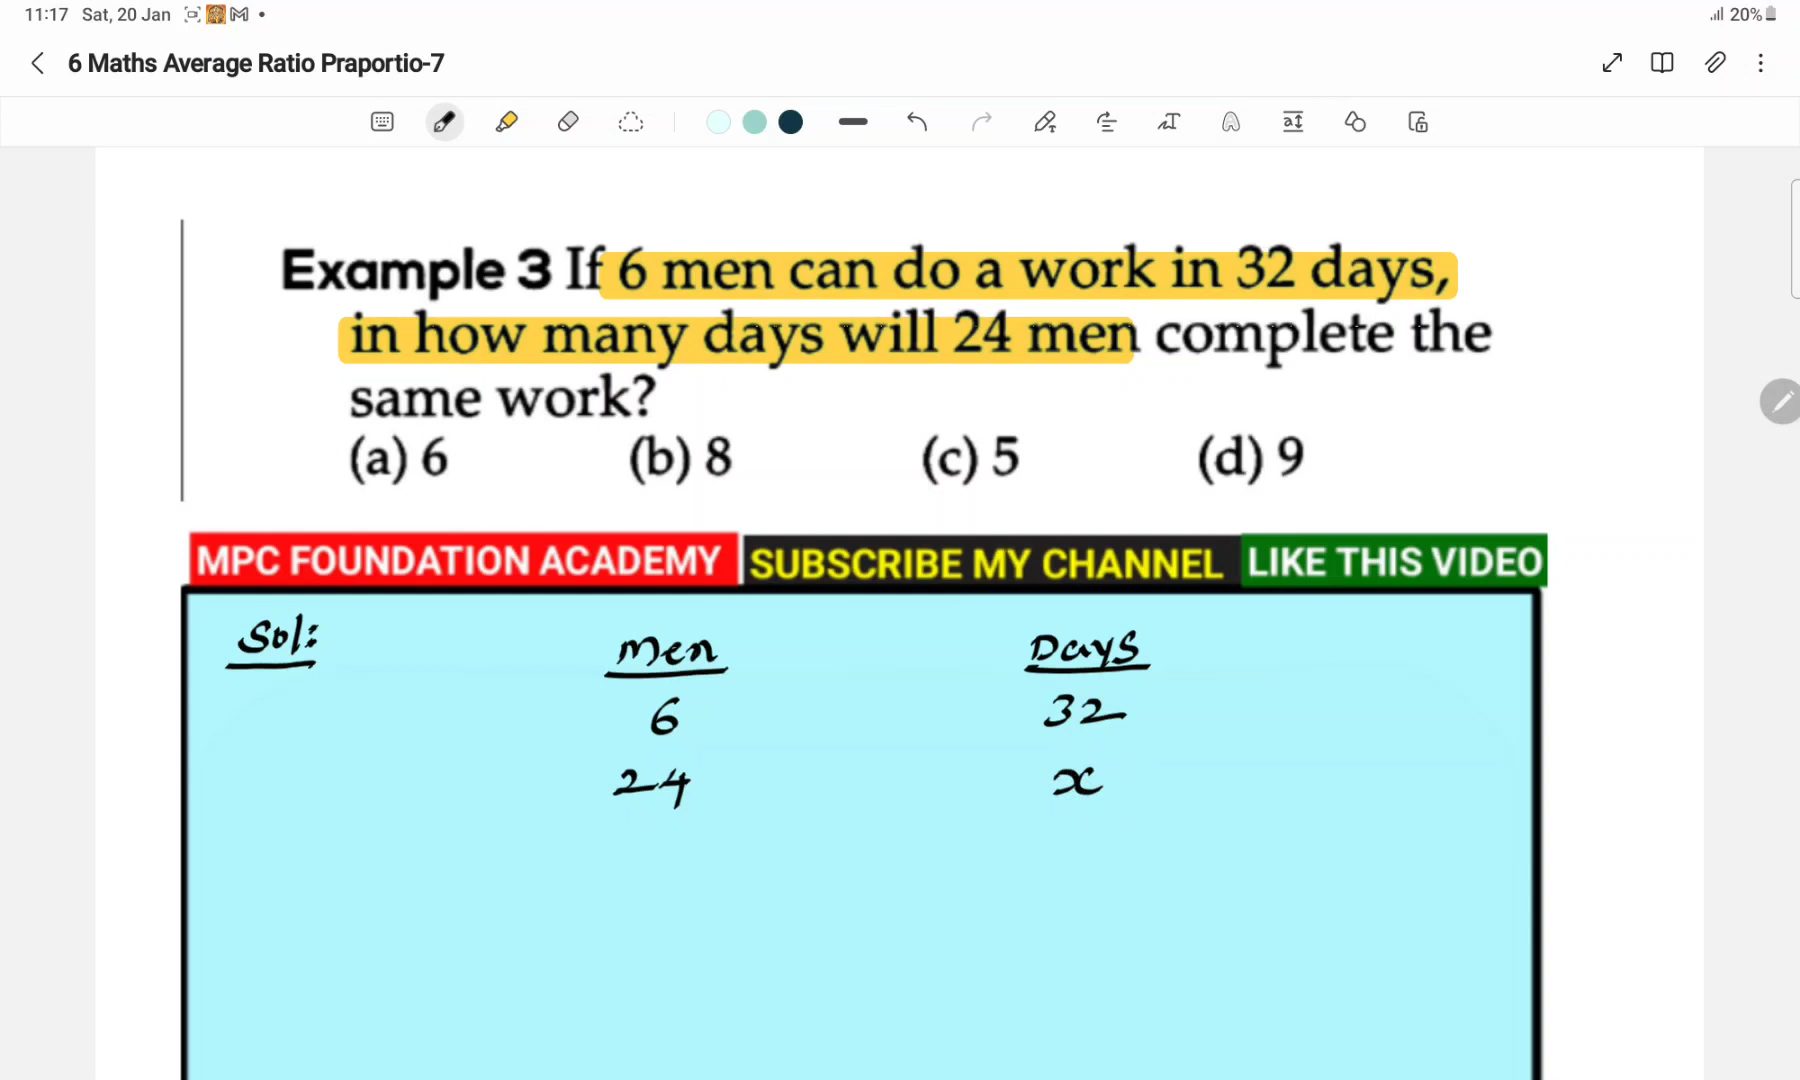 11:17 Sat, 20 Jan
20%
6 Maths Average Ratio Praportio-7
Example 3 If 6 men can do a work in 32 days,
in how many days will 24 men complete the
same work?
(a) 6 (b) 8 (c) 5 (d) 9
MPC FOUNDATION ACADEMY SUBSCRIBE MY CHANNEL LIKE THIS VIDEO
Sol: Men Days
6 32
24 x